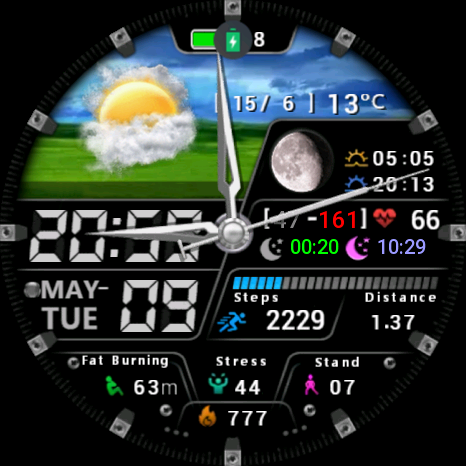 8
[ 15/ 6 ] 13°C
05:05
20:13
[47-161] 66
00:20 10:29
MAY-
TUE 09
Steps Distance
2229 1.37
Fat Burning Stress Stand
63m 44 07
777